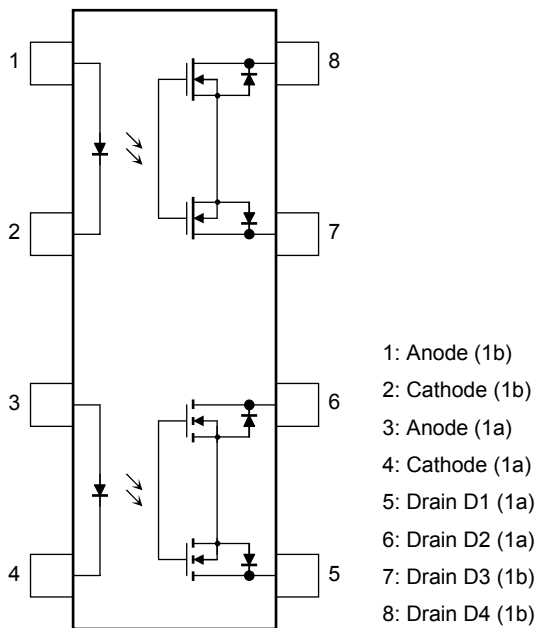 1
8
2
7
3
6
4
5
1: Anode (1b)
2: Cathode (1b)
3: Anode (1a)
4: Cathode (1a)
5: Drain D1 (1a)
6: Drain D2 (1a)
7: Drain D3 (1b)
8: Drain D4 (1b)